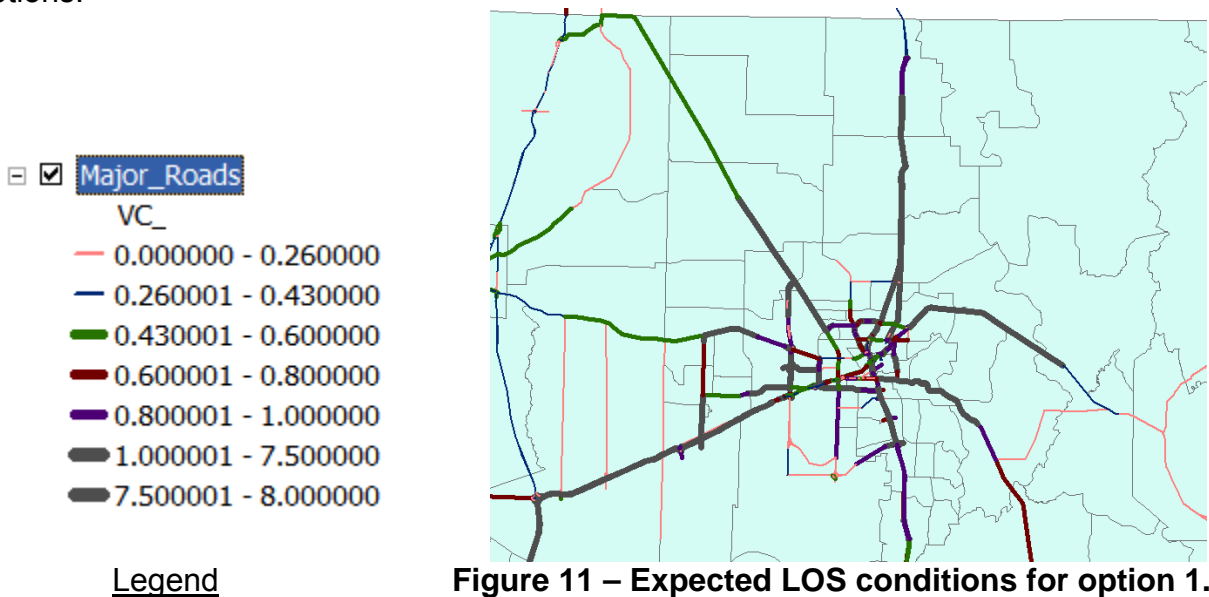 Major_Roads
VC_
0.000000 - 0.260000
0.260001 - 0.430000
0.430001 - 0.600000
0.600001 - 0.800000
0.800001 - 1.000000
1.000001 - 7.500000
7.500001 - 8.000000
Legend
Figure 11 – Expected LOS conditions for option 1.